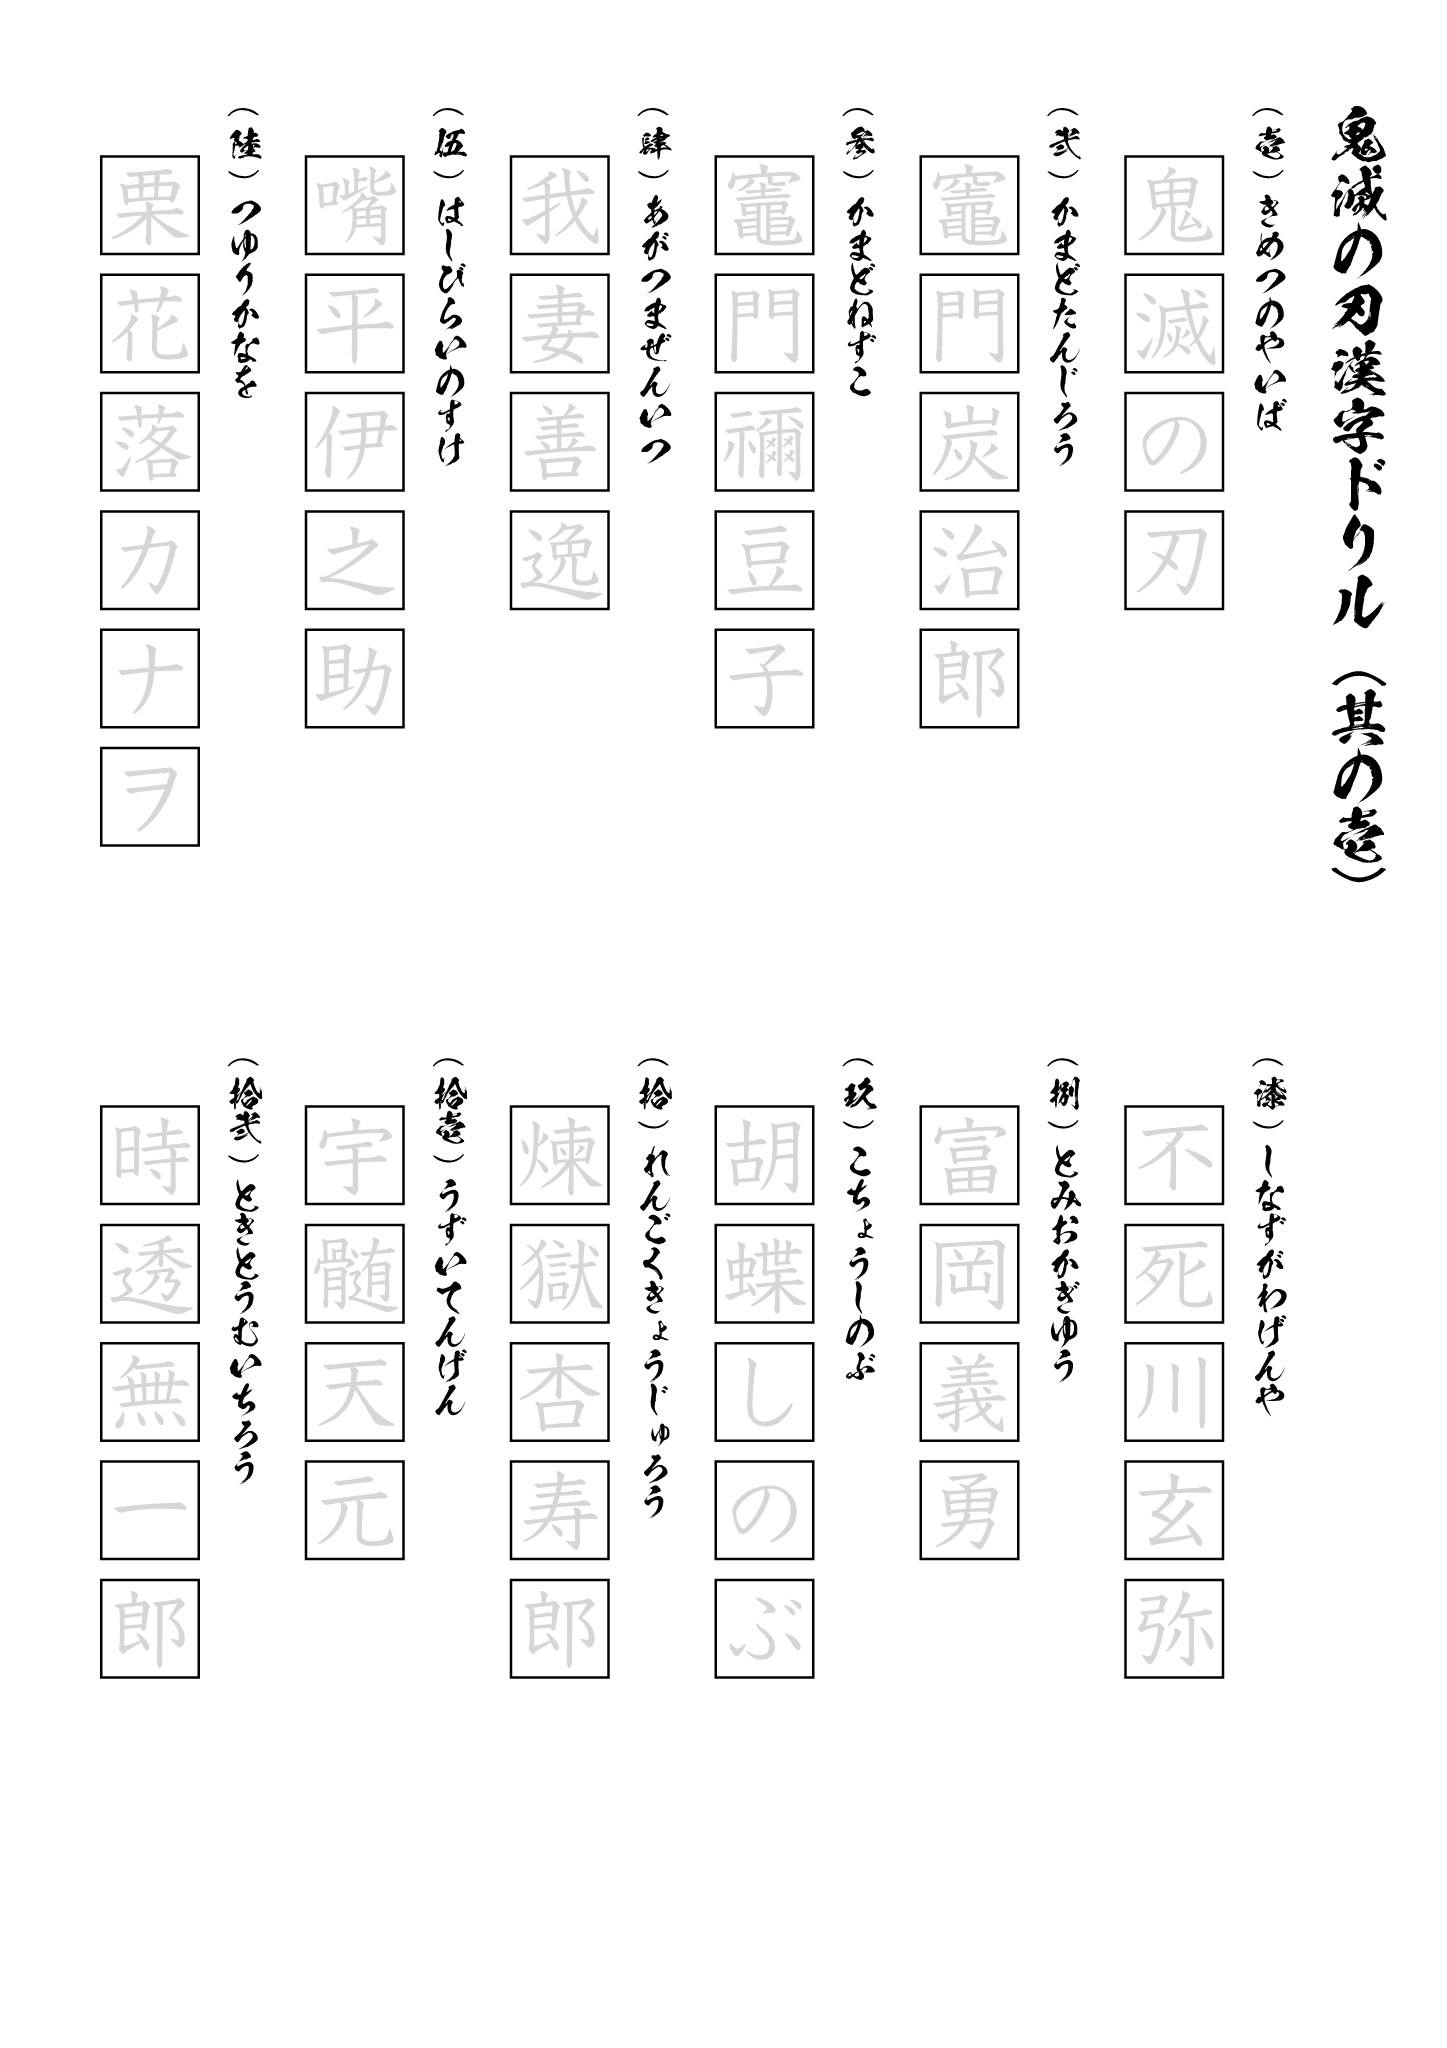 鬼滅の刃漢字ドリル（其の壱）
（壱）きめつのやいば
鬼滅の刃
（弐）かまどたんじろう
竈門炭治郎
（参）かまどねずこ
竈門禰豆子
（肆）あがつまぜんいつ
我妻善逸
（伍）はしびらいのすけ
嘴平伊之助
（陸）つゆりかなを
栗花落カナヲ
（漆）しなずがわげんや
不死川玄弥
（捌）とみおかぎゆう
富岡義勇
（玖）こちょうしのぶ
胡蝶しのぶ
（拾）れんごくきょうじゅろう
煉獄杏寿郎
（拾壱）うずいてんげん
宇髄天元
（拾弐）ときとうむいちろう
時透無一郎